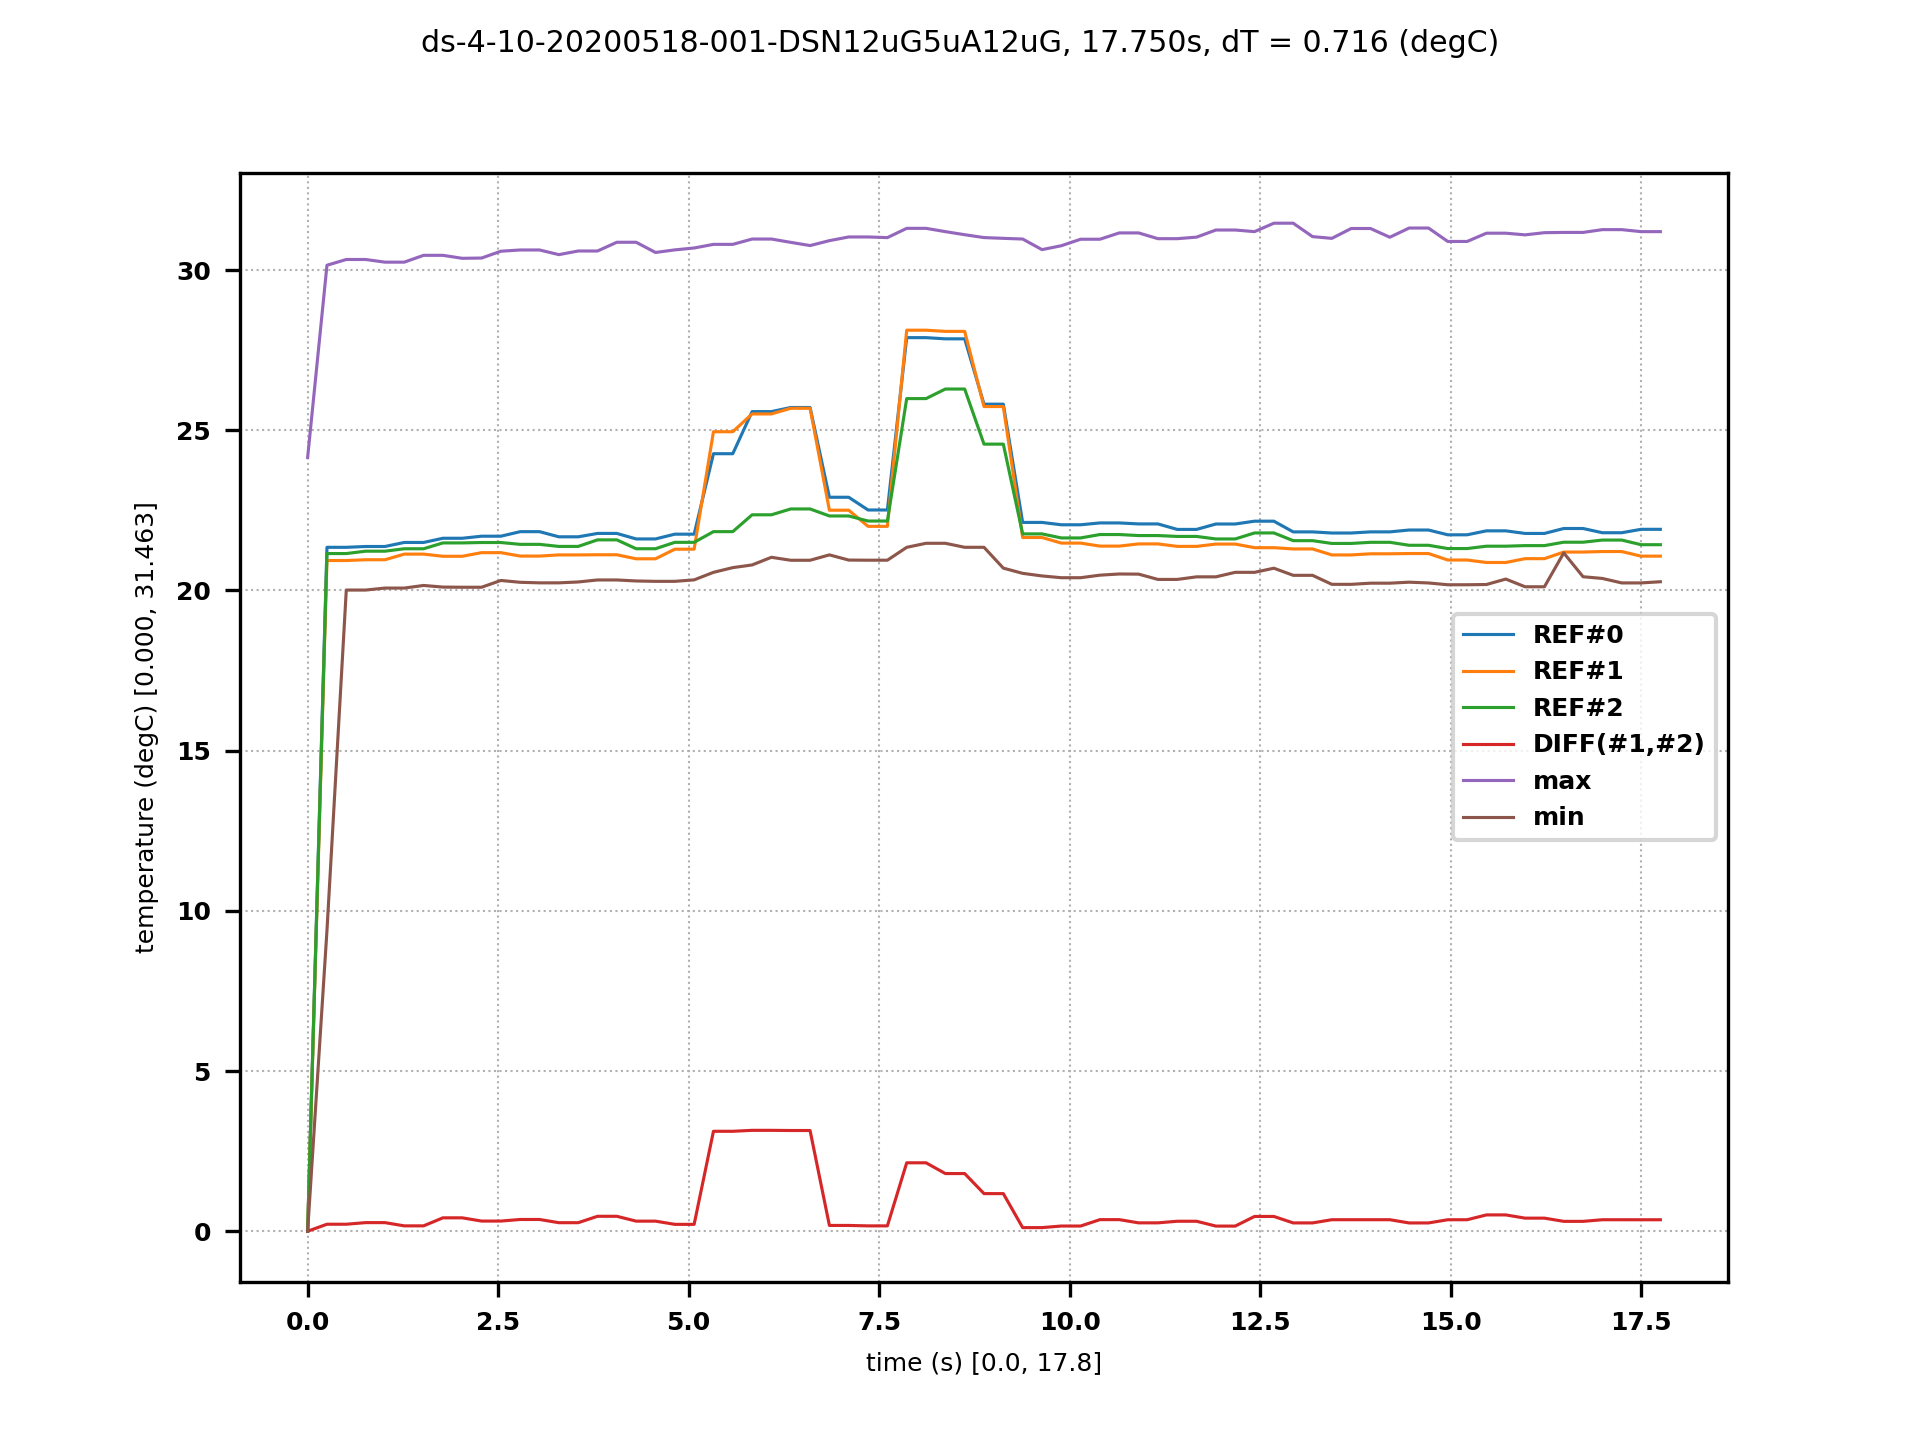 ds-4-10-20200518-001-DSN12uG5uA12uG, 17.750s, dT = 0.716 (degC)
temperature (degC) [0.000, 31.463]
30
25
20
15
10
5
0
REF#0
REF#1
REF#2
DIFF(#1,#2)
max
min
0.0 2.5 5.0 7.5 10.0 12.5 15.0 17.5
time (s) [0.0, 17.8]